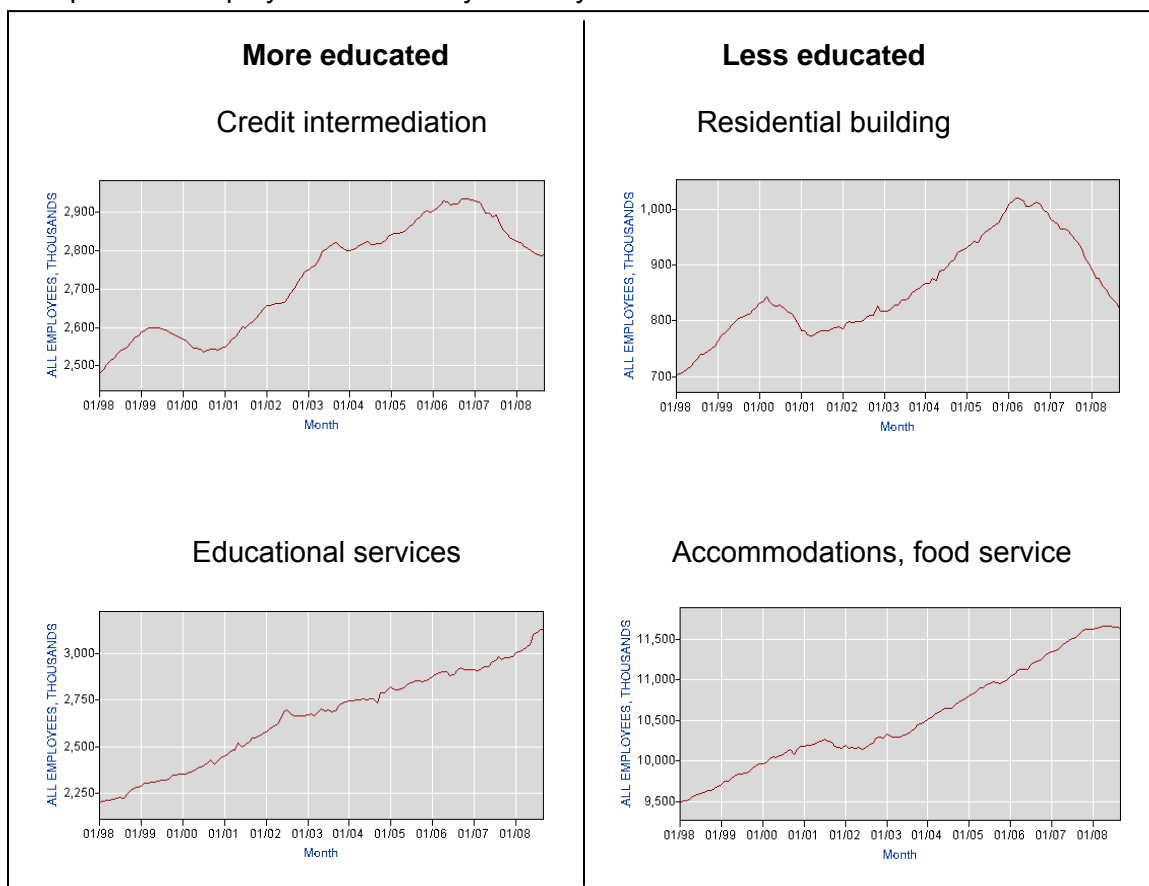 More educated
Less educated
Credit intermediation
Residential building
ALL EMPLOYEES, THOUSANDS
2,900
2,800
2,700
2,600
2,500
01/98 01/99 01/00 01/01 01/02 01/03 01/04 01/05 01/06 01/07 01/08
Month
ALL EMPLOYEES, THOUSANDS
1,000
900
800
700
01/98 01/99 01/00 01/01 01/02 01/03 01/04 01/05 01/06 01/07 01/08
Month
Educational services
Accommodations, food service
ALL EMPLOYEES, THOUSANDS
3,000
2,750
2,500
2,250
01/98 01/99 01/00 01/01 01/02 01/03 01/04 01/05 01/06 01/07 01/08
Month
ALL EMPLOYEES, THOUSANDS
11,500
11,000
10,500
10,000
9,500
01/98 01/99 01/00 01/01 01/02 01/03 01/04 01/05 01/06 01/07 01/08
Month